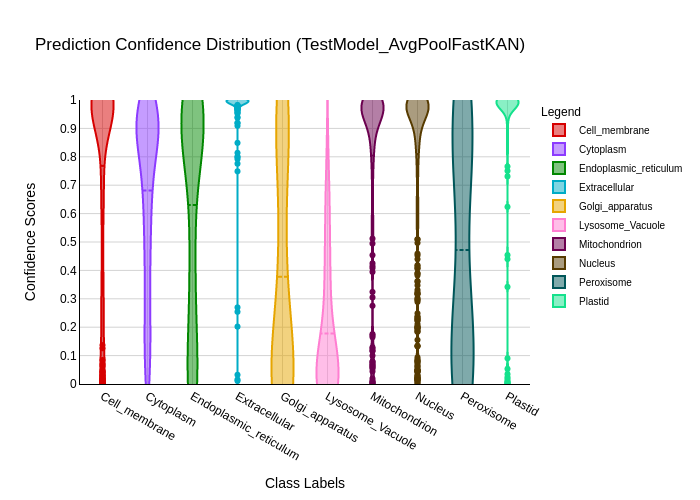 Prediction Confidence Distribution (TestModel_AvgPoolFastKAN)
Confidence Scores
1
0.9
0.8
0.7
0.6
0.5
0.4
0.3
0.2
0.1
0
Cell_membrane
Cytoplasm
Endoplasmic_reticulum
Extracellular
Golgi_apparatus
Lysosome_Vacuole
Mitochondrion
Nucleus
Peroxisome
Plastid
Class Labels
Legend
Cell_membrane
Cytoplasm
Endoplasmic_reticulum
Extracellular
Golgi_apparatus
Lysosome_Vacuole
Mitochondrion
Nucleus
Peroxisome
Plastid